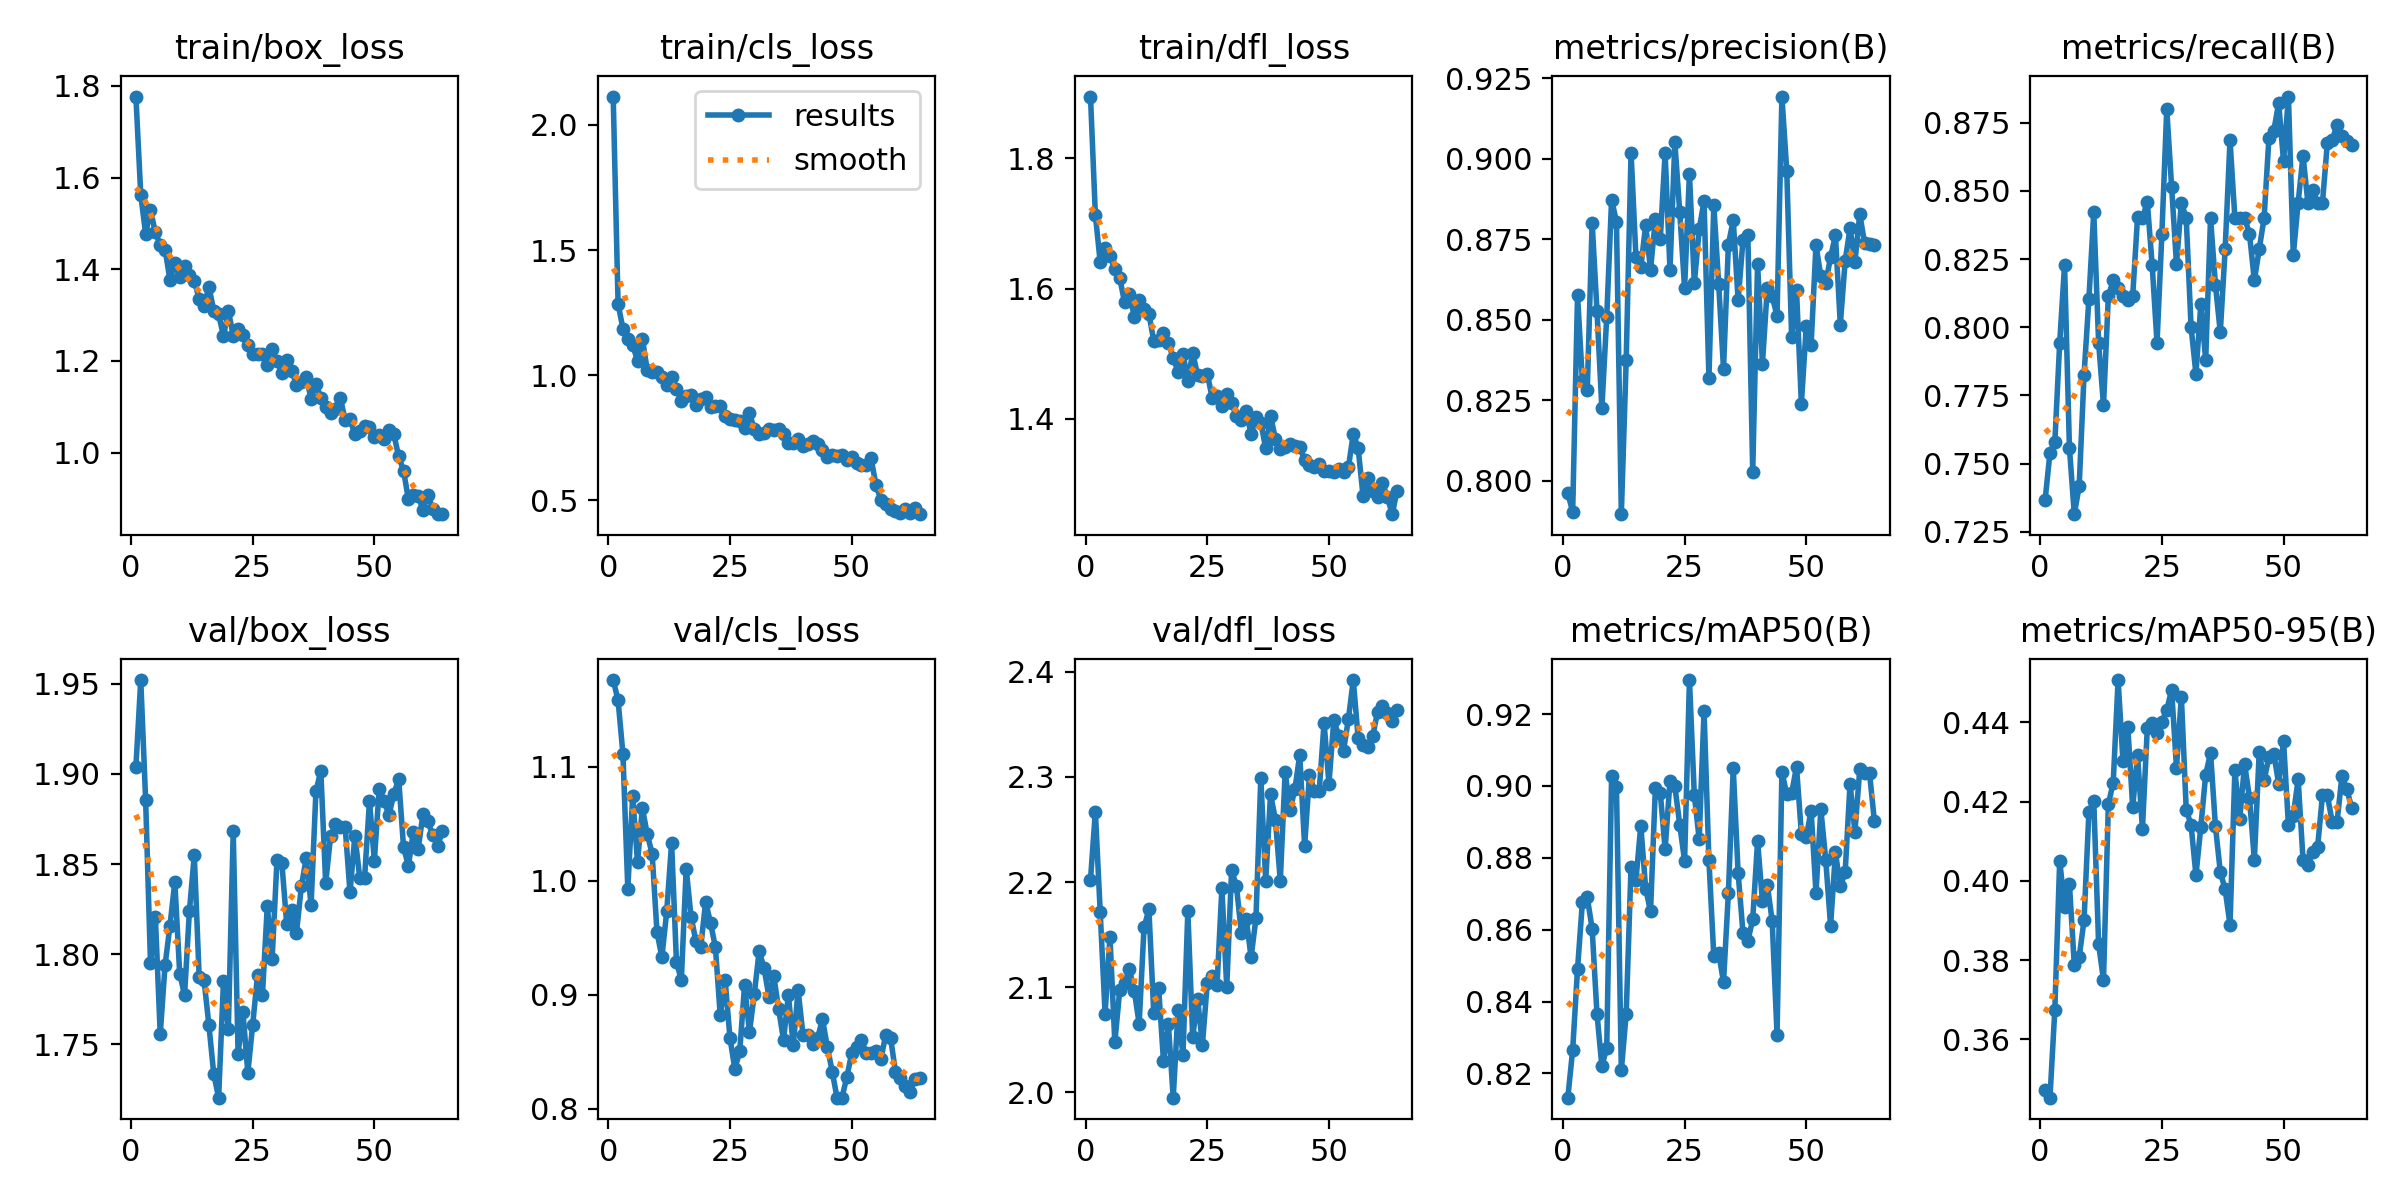 train/box_loss
1.8
1.6
1.4
1.2
1.0
0 25 50
train/cls_loss
results
smooth
2.0
1.5
1.0
0.5
0 25 50
train/dfl_loss
1.8
1.6
1.4
0 25 50
metrics/precision(B)
0.925
0.900
0.875
0.850
0.825
0.800
0 25 50
metrics/recall(B)
0.875
0.850
0.825
0.800
0.775
0.750
0.725
0 25 50
val/box_loss
1.95
1.90
1.85
1.80
1.75
0 25 50
val/cls_loss
1.1
1.0
0.9
0.8
0 25 50
val/dfl_loss
2.4
2.3
2.2
2.1
2.0
0 25 50
metrics/mAP50(B)
0.92
0.90
0.88
0.86
0.84
0.82
0 25 50
metrics/mAP50-95(B)
0.44
0.42
0.40
0.38
0.36
0 25 50